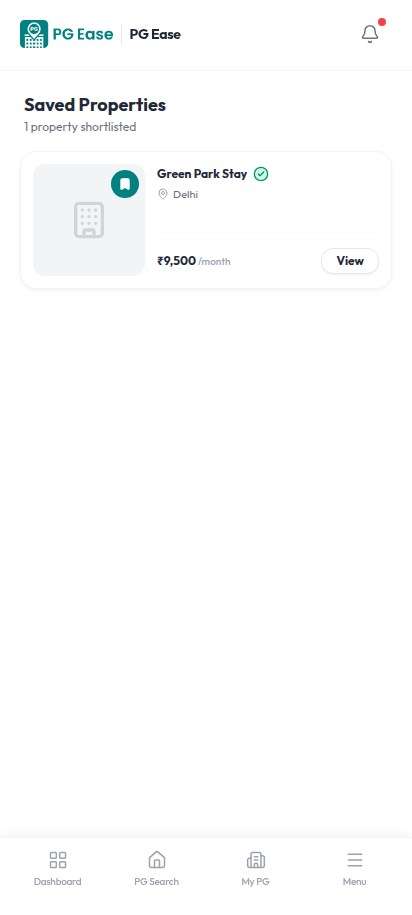 PG
PG Ease
PG Ease
Saved Properties
1 property shortlisted
Green Park Stay
Delhi
₹9,500 /month
View
Dashboard
PG Search
My PG
Menu